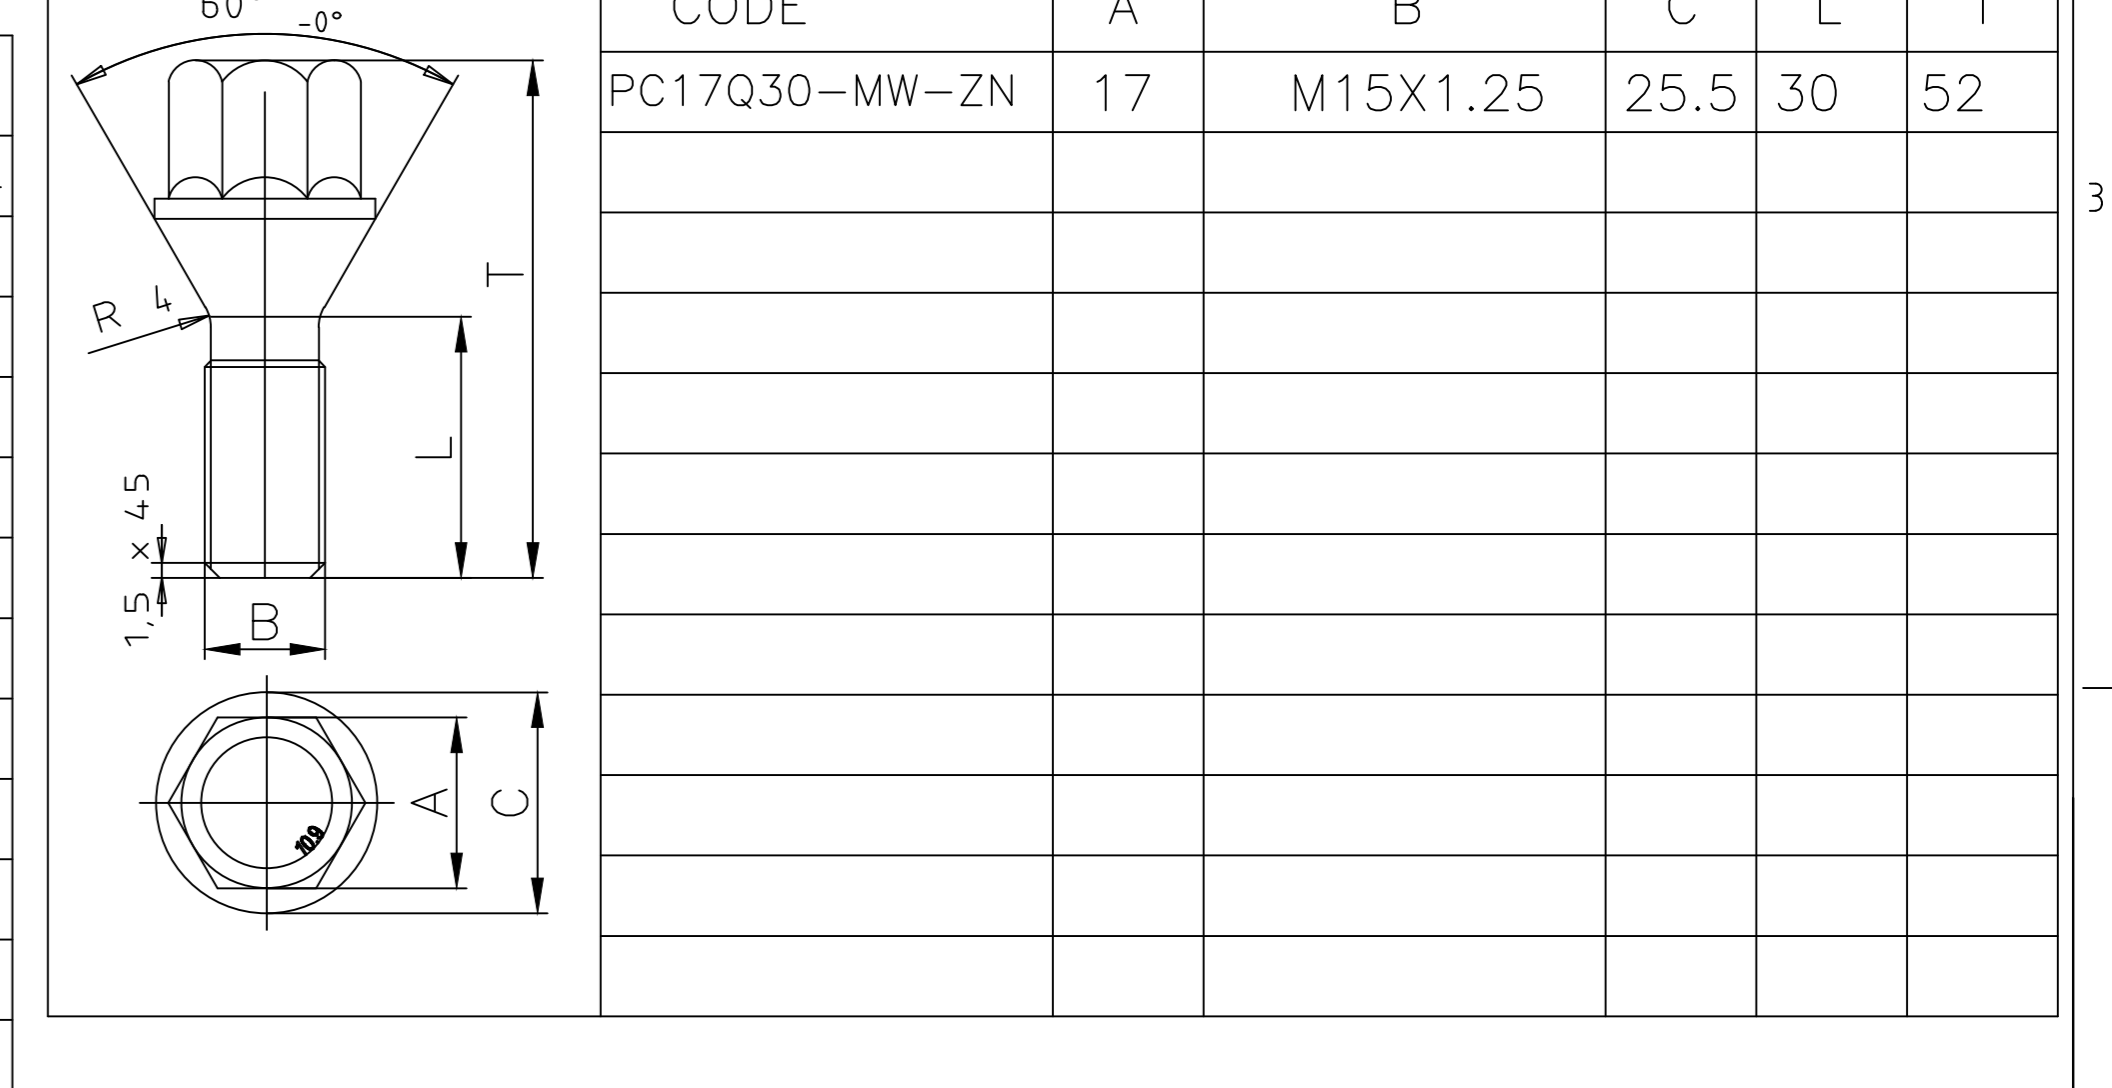 60°
-0°
CODE A B C L T
PC17Q30-MW-ZN 17 M15X1.25 25.5 30 52
3
T
R 4
L
1,5 x 45
B
A
C
10.9